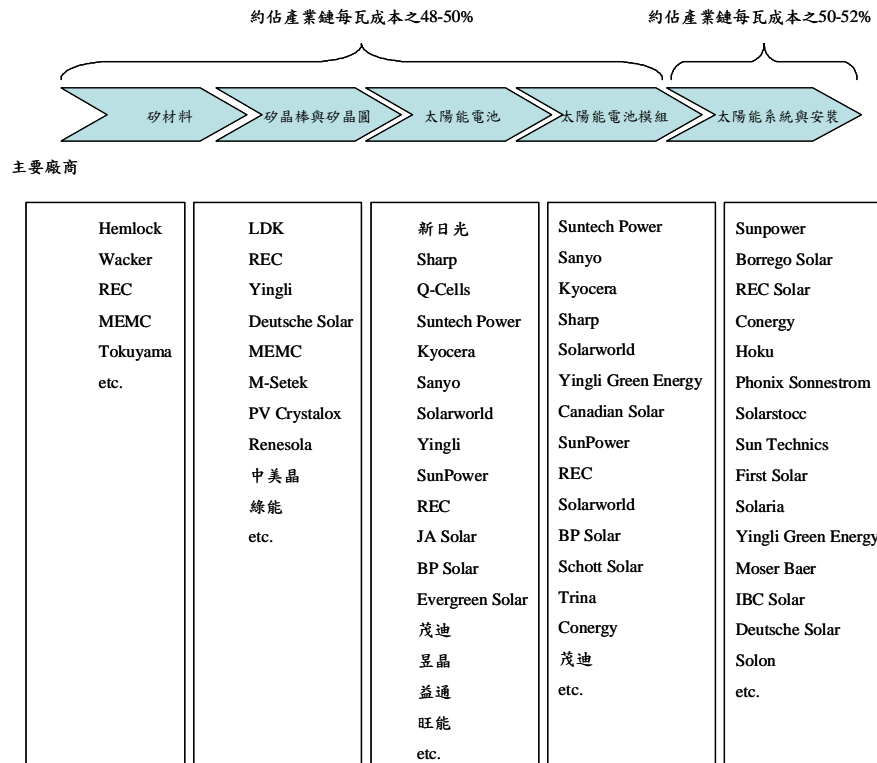 約佔產業鏈每瓦成本之48-50%
約佔產業鏈每瓦成本之50-52%
矽材料
矽晶棒與矽晶圓
太陽能電池
太陽能電池模組
太陽能系統與安裝
主要廠商
Hemlock
Wacker
REC
MEMC
Tokuyama
etc.
LDK
REC
Yingli
Deutsche Solar
MEMC
M-Setek
PV Crystalox
Renesola
中美晶
綠能
etc.
新日光
Sharp
Q-Cells
Suntech Power
Kyocera
Sanyo
Solarworld
Yingli
SunPower
REC
JA Solar
BP Solar
Evergreen Solar
茂迪
昱晶
益通
旺能
etc.
Suntech Power
Sanyo
Kyocera
Sharp
Solarworld
Yingli Green Energy
Canadian Solar
SunPower
REC
Solarworld
BP Solar
Schott Solar
Trina
Conergy
茂迪
etc.
Sunpower
Borrego Solar
REC Solar
Conergy
Hoku
Phonix Sonnestrom
Solarstocc
Sun Technics
First Solar
Solaria
Yingli Green Energy
Moser Baer
IBC Solar
Deutsche Solar
Solon
etc.